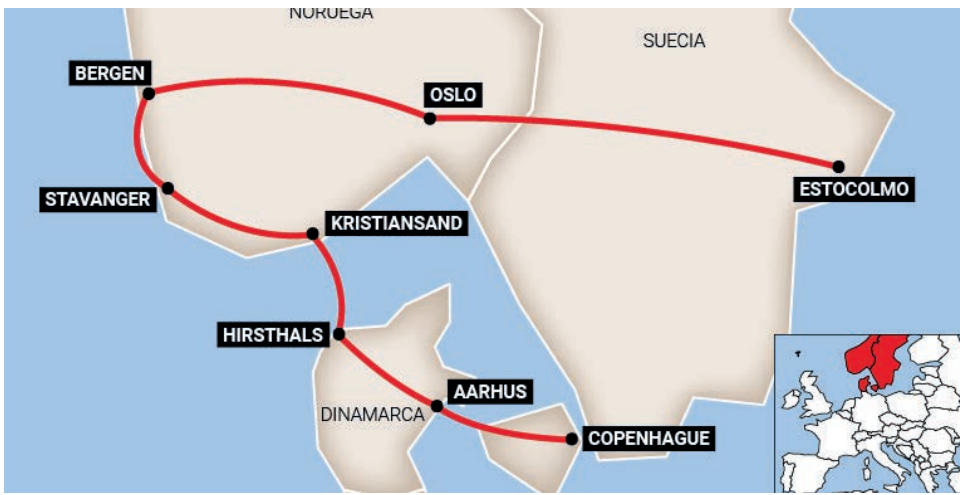 NORUEGA
SUECIA
BERGEN
OSLO
ESTOCOLMO
STAVANGER
KRISTIANSAND
HIRSTHALS
AARHUS
DINAMARCA
COPENHAGUE